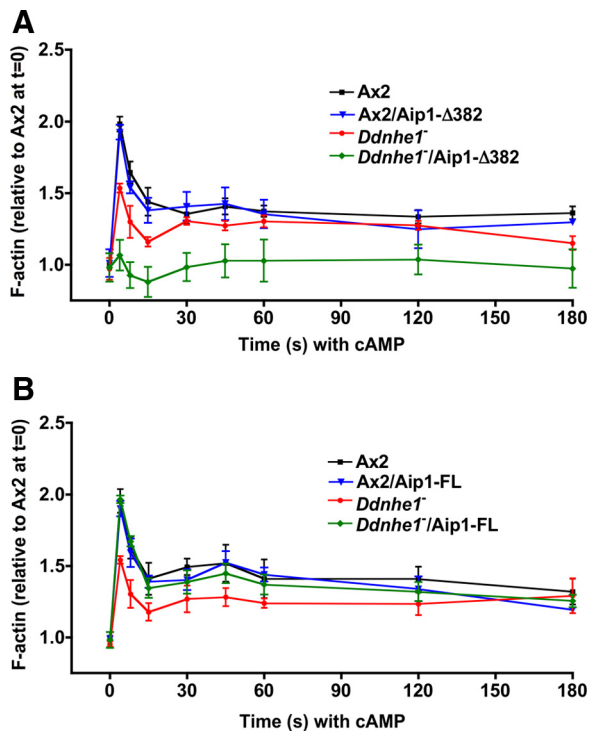 A
F-actin (relative to Ax2 at t=0)
2.5
2.0
1.5
1.0
Ax2
Ax2/Aip1-Δ382
Ddnhe1⁻
Ddnhe1⁻/Aip1-Δ382
0 30 60 90 120 150 180
Time (s) with cAMP
B
F-actin (relative to Ax2 at t=0)
2.5
2.0
1.5
1.0
Ax2
Ax2/Aip1-FL
Ddnhe1⁻
Ddnhe1⁻/Aip1-FL
0 30 60 90 120 150 180
Time (s) with cAMP